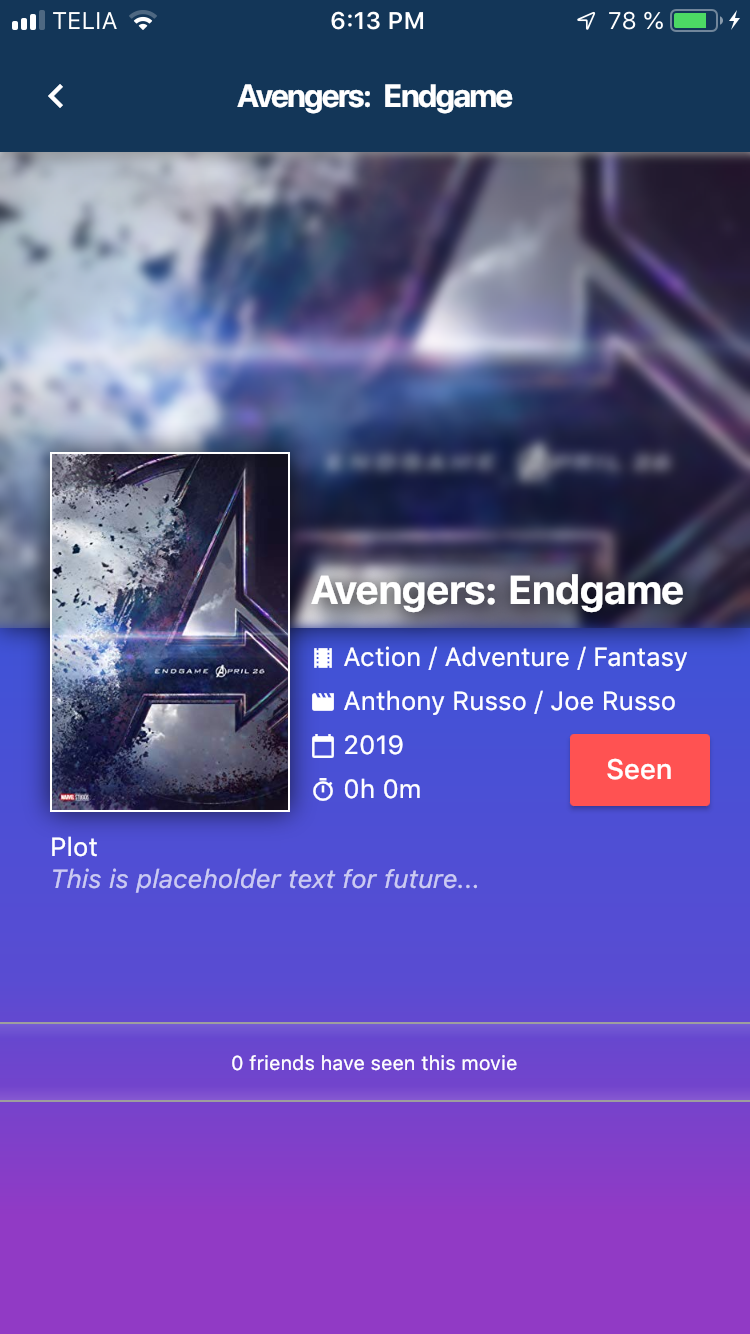 TELIA 6:13 PM 78 %
Avengers: Endgame
ENDGAME APRIL 26
ENDGAME APRIL 26
MARVEL STUDIOS
Avengers: Endgame
Action / Adventure / Fantasy
Anthony Russo / Joe Russo
2019
Seen
0h 0m
Plot
This is placeholder text for future...
0 friends have seen this movie